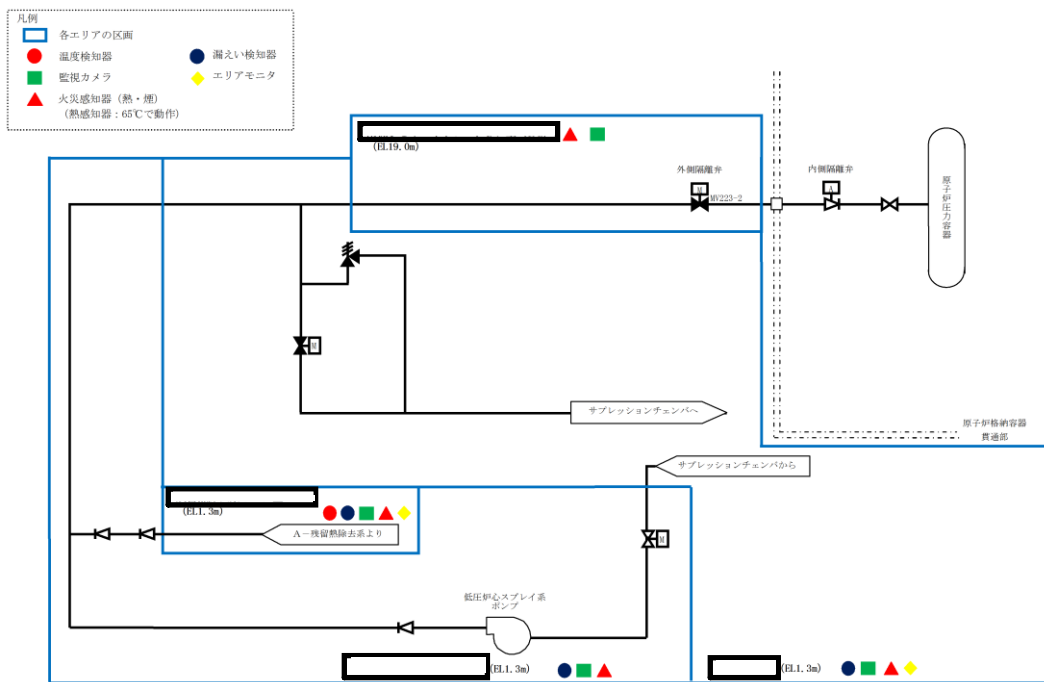 凡例
各エリアの区画
温度検知器
漏えい検知器
監視カメラ
エリアモニタ
火災感知器（熱・煙）
（熱感知器：65℃で動作）
(EL19.0m)
外側隔離弁
内側隔離弁
M
MV223-2
A
原子炉圧力容器
M
サプレッションチェンバへ
原子炉格納容器
貫通部
サプレッションチェンバから
(EL1.3m)
A－残留熱除去系より
M
低圧炉心スプレイ系
ポンプ
(EL1.3m)
(EL1.3m)